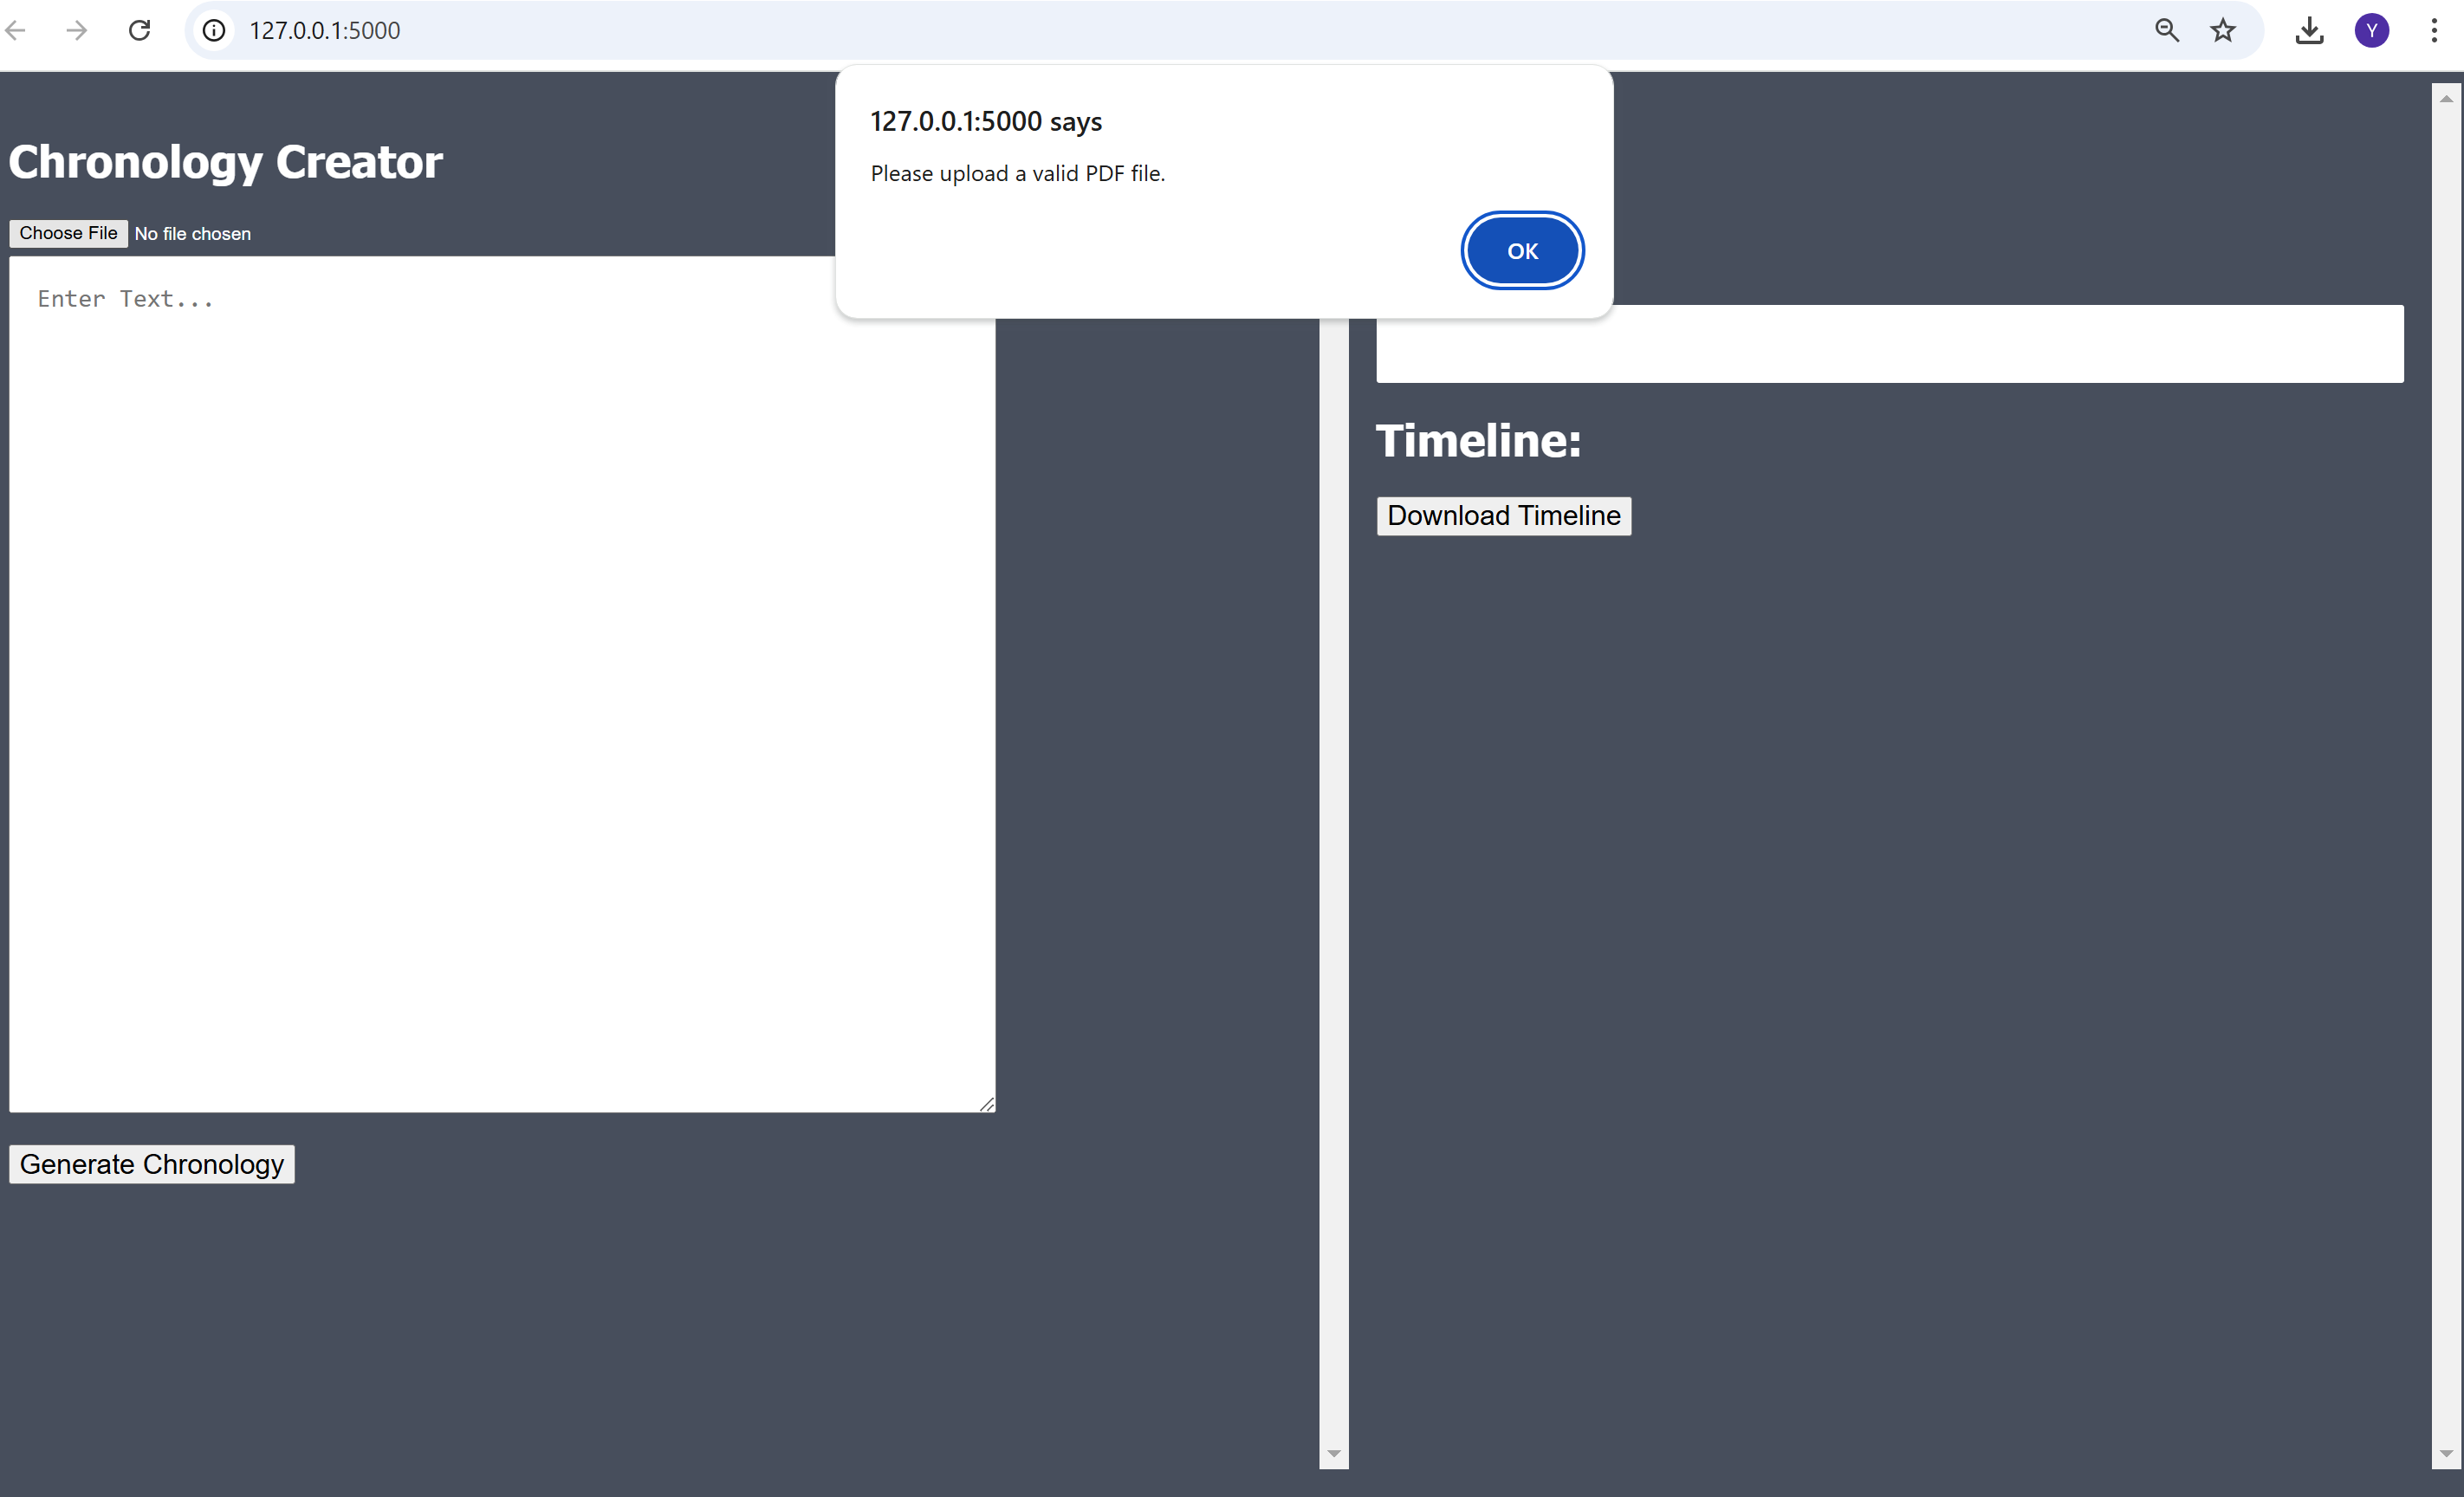 127.0.0.1:5000
Y
127.0.0.1:5000 says
Please upload a valid PDF file.
OK
Chronology Creator
Choose File No file chosen
Enter Text...
Generate Chronology
Timeline:
Download Timeline